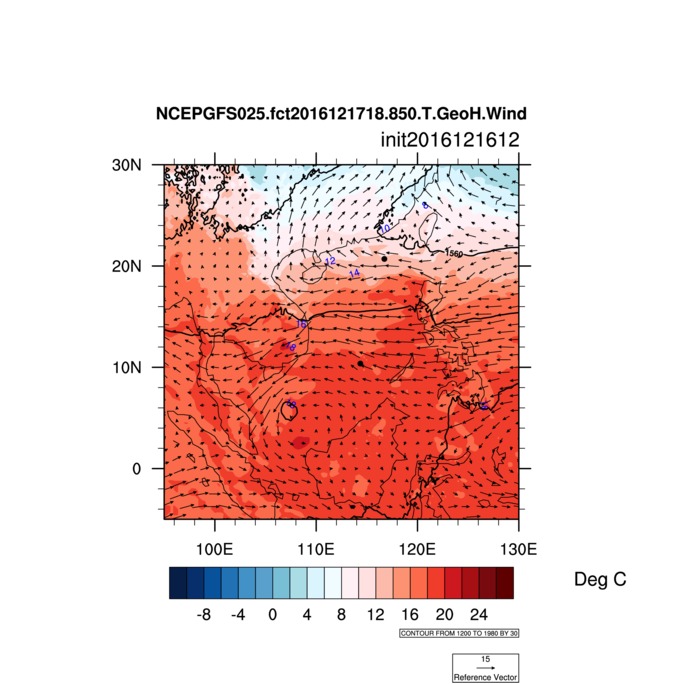 NCEPGFS025.fct2016121718.850.T.GeoH.Wind
init2016121612
30N
8
10
1560
20N
12
14
16
18
10N
0
100E 110E 120E 130E
Deg C
-8 -4 0 4 8 12 16 20 24
CONTOUR FROM 1200 TO 1980 BY 30
15
Reference Vector